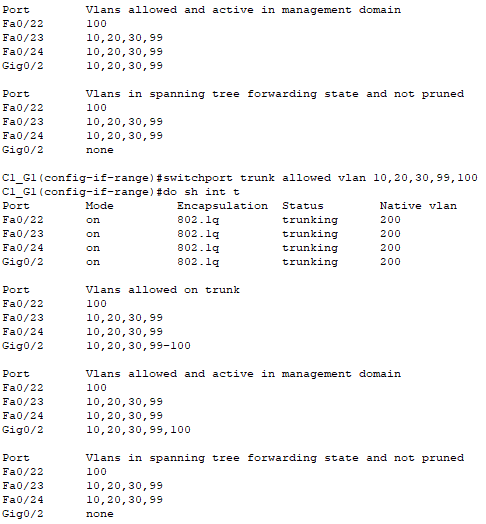 Port        Vlans allowed and active in management domain
Fa0/22      100
Fa0/23      10,20,30,99
Fa0/24      10,20,30,99
Gig0/2      10,20,30,99
Port        Vlans in spanning tree forwarding state and not pruned
Fa0/22      100
Fa0/23      10,20,30,99
Fa0/24      10,20,30,99
Gig0/2      none
C1_G1(config-if-range)#switchport trunk allowed vlan 10,20,30,99,100
C1_G1(config-if-range)#do sh int t
Port        Mode         Encapsulation  Status        Native vlan
Fa0/22      on           802.1q         trunking      200
Fa0/23      on           802.1q         trunking      200
Fa0/24      on           802.1q         trunking      200
Gig0/2      on           802.1q         trunking      200
Port        Vlans allowed on trunk
Fa0/22      100
Fa0/23      10,20,30,99
Fa0/24      10,20,30,99
Gig0/2      10,20,30,99-100
Port        Vlans allowed and active in management domain
Fa0/22      100
Fa0/23      10,20,30,99
Fa0/24      10,20,30,99
Gig0/2      10,20,30,99,100
Port        Vlans in spanning tree forwarding state and not pruned
Fa0/22      100
Fa0/23      10,20,30,99
Fa0/24      10,20,30,99
Gig0/2      none